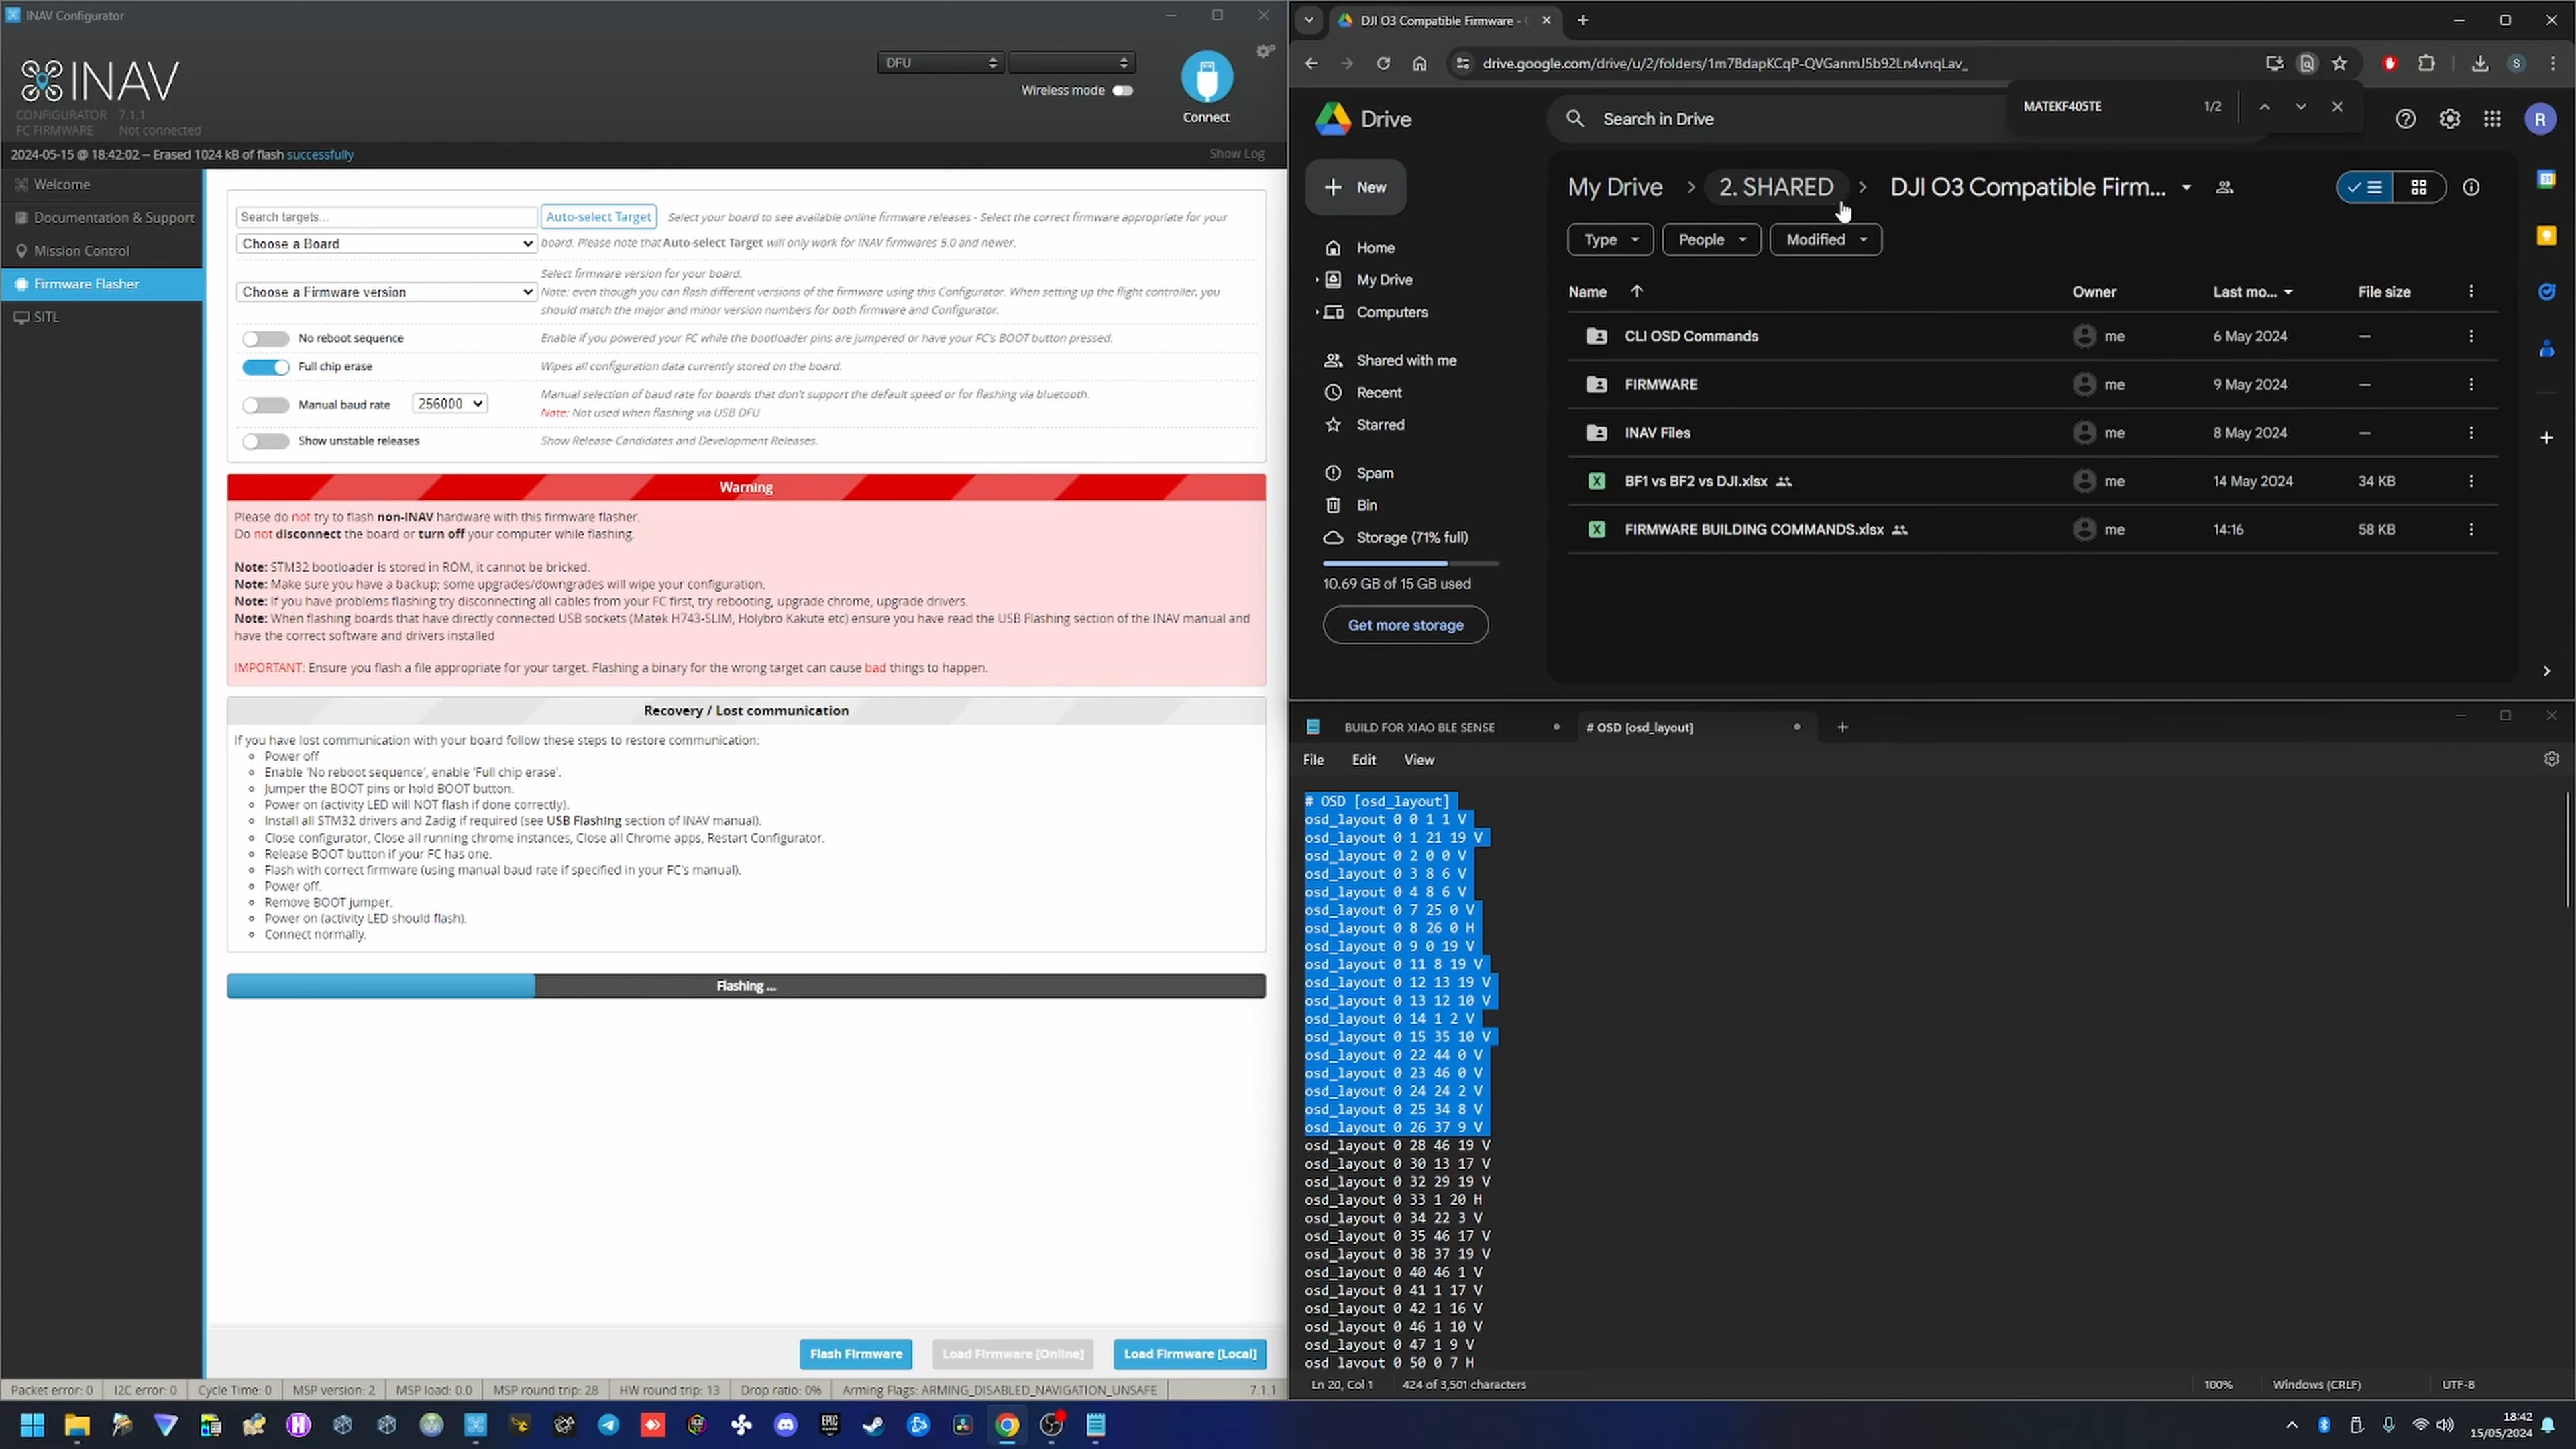 INAV Configurator
INAV
CONFIGURATOR 7.1.1
FC FIRMWARE Not connected
DFU
Wireless mode
Connect
2024-05-15 @ 18:42:02 -- Erased 1024 kB of flash successfully
Show Log
Welcome
Documentation & Support
Mission Control
Firmware Flasher
SITL
Search targets...
Auto-select Target
Select your board to see available online firmware releases - Select the correct firmware appropriate for your
Choose a Board
board. Please note that Auto-select Target will only work for INAV firmwares 5.0 and newer.
Choose a Firmware version
Select firmware version for your board.
Note: even though you can flash different versions of the firmware using this Configurator. When setting up the flight controller, you
should match the major and minor version numbers for both firmware and Configurator.
No reboot sequence
Enable if you powered your FC while the bootloader pins are jumpered or have your FC's BOOT button pressed.
Full chip erase
Wipes all configuration data currently stored on the board.
Manual baud rate
256000
Manual selection of baud rate for boards that don't support the default speed or for flashing via bluetooth.
Note: Not used when flashing via USB DFU
Show unstable releases
Show Release-Candidates and Development Releases.
Warning
Please do not try to flash non-INAV hardware with this firmware flasher.
Do not disconnect the board or turn off your computer while flashing.
Note: STM32 bootloader is stored in ROM, it cannot be bricked.
Note: Make sure you have a backup; some upgrades/downgrades will wipe your configuration.
Note: If you have problems flashing try disconnecting all cables from your FC first, try rebooting, upgrade chrome, upgrade drivers.
Note: When flashing boards that have directly connected USB sockets (Matek H743-SLIM, Holybro Kakute etc) ensure you have read the USB Flashing section of the INAV manual and
have the correct software and drivers installed
IMPORTANT: Ensure you flash a file appropriate for your target. Flashing a binary for the wrong target can cause bad things to happen.
Recovery / Lost communication
If you have lost communication with your board follow these steps to restore communication:
Power off
Enable 'No reboot sequence', enable 'Full chip erase'.
Jumper the BOOT pins or hold BOOT button.
Power on (activity LED will NOT flash if done correctly).
Install all STM32 drivers and Zadig if required (see USB Flashing section of INAV manual).
Close configurator, Close all running chrome instances, Close all Chrome apps, Restart Configurator.
Release BOOT button if your FC has one.
Flash with correct firmware (using manual baud rate if specified in your FC's manual).
Power off.
Remove BOOT jumper.
Power on (activity LED should flash).
Connect normally.
Flashing ...
Flash Firmware
Load Firmware [Online]
Load Firmware [Local]
Packet error: 0
I2C error: 0
Cycle Time: 0
MSP version: 2
MSP load: 0.0
MSP round trip: 28
HW round trip: 13
Drop ratio: 0%
Arming Flags: ARMING_DISABLED_NAVIGATION_UNSAFE
7.1.1
DJI O3 Compatible Firmware -
drive.google.com/drive/u/2/folders/1m7BdapKCqP-QVGanmJ5b92Ln4vnqLav_
S
MATEKF405TE
1/2
Drive
Search in Drive
R
New
My Drive > 2. SHARED > DJI O3 Compatible Firm...
Type
People
Modified
Home
My Drive
Computers
Shared with me
Recent
Starred
Spam
Bin
Storage (71% full)
10.69 GB of 15 GB used
Get more storage
Name
Owner
Last mo...
File size
CLI OSD Commands me 6 May 2024 —
FIRMWARE me 9 May 2024 —
INAV Files me 8 May 2024 —
BF1 vs BF2 vs DJI.xlsx me 14 May 2024 34 KB
FIRMWARE BUILDING COMMANDS.xlsx me 14:16 58 KB
BUILD FOR XIAO BLE SENSE
# OSD [osd_layout]
File
Edit
View
# OSD [osd_layout]
osd_layout 0 0 1 1 V
osd_layout 0 1 21 19 V
osd_layout 0 2 0 0 V
osd_layout 0 3 8 6 V
osd_layout 0 4 8 6 V
osd_layout 0 7 25 0 V
osd_layout 0 8 26 0 H
osd_layout 0 9 0 19 V
osd_layout 0 11 8 19 V
osd_layout 0 12 13 19 V
osd_layout 0 13 12 10 V
osd_layout 0 14 1 2 V
osd_layout 0 15 35 10 V
osd_layout 0 22 44 0 V
osd_layout 0 23 46 0 V
osd_layout 0 24 24 2 V
osd_layout 0 25 34 8 V
osd_layout 0 26 37 9 V
osd_layout 0 28 46 19 V
osd_layout 0 30 13 17 V
osd_layout 0 32 29 19 V
osd_layout 0 33 1 20 H
osd_layout 0 34 22 3 V
osd_layout 0 35 46 17 V
osd_layout 0 38 37 19 V
osd_layout 0 40 46 1 V
osd_layout 0 41 1 17 V
osd_layout 0 42 1 16 V
osd_layout 0 46 1 10 V
osd_layout 0 47 1 9 V
osd_layout 0 50 0 7 H
Ln 20, Col 1
424 of 3,501 characters
100%
Windows (CRLF)
UTF-8
18:42
15/05/2024